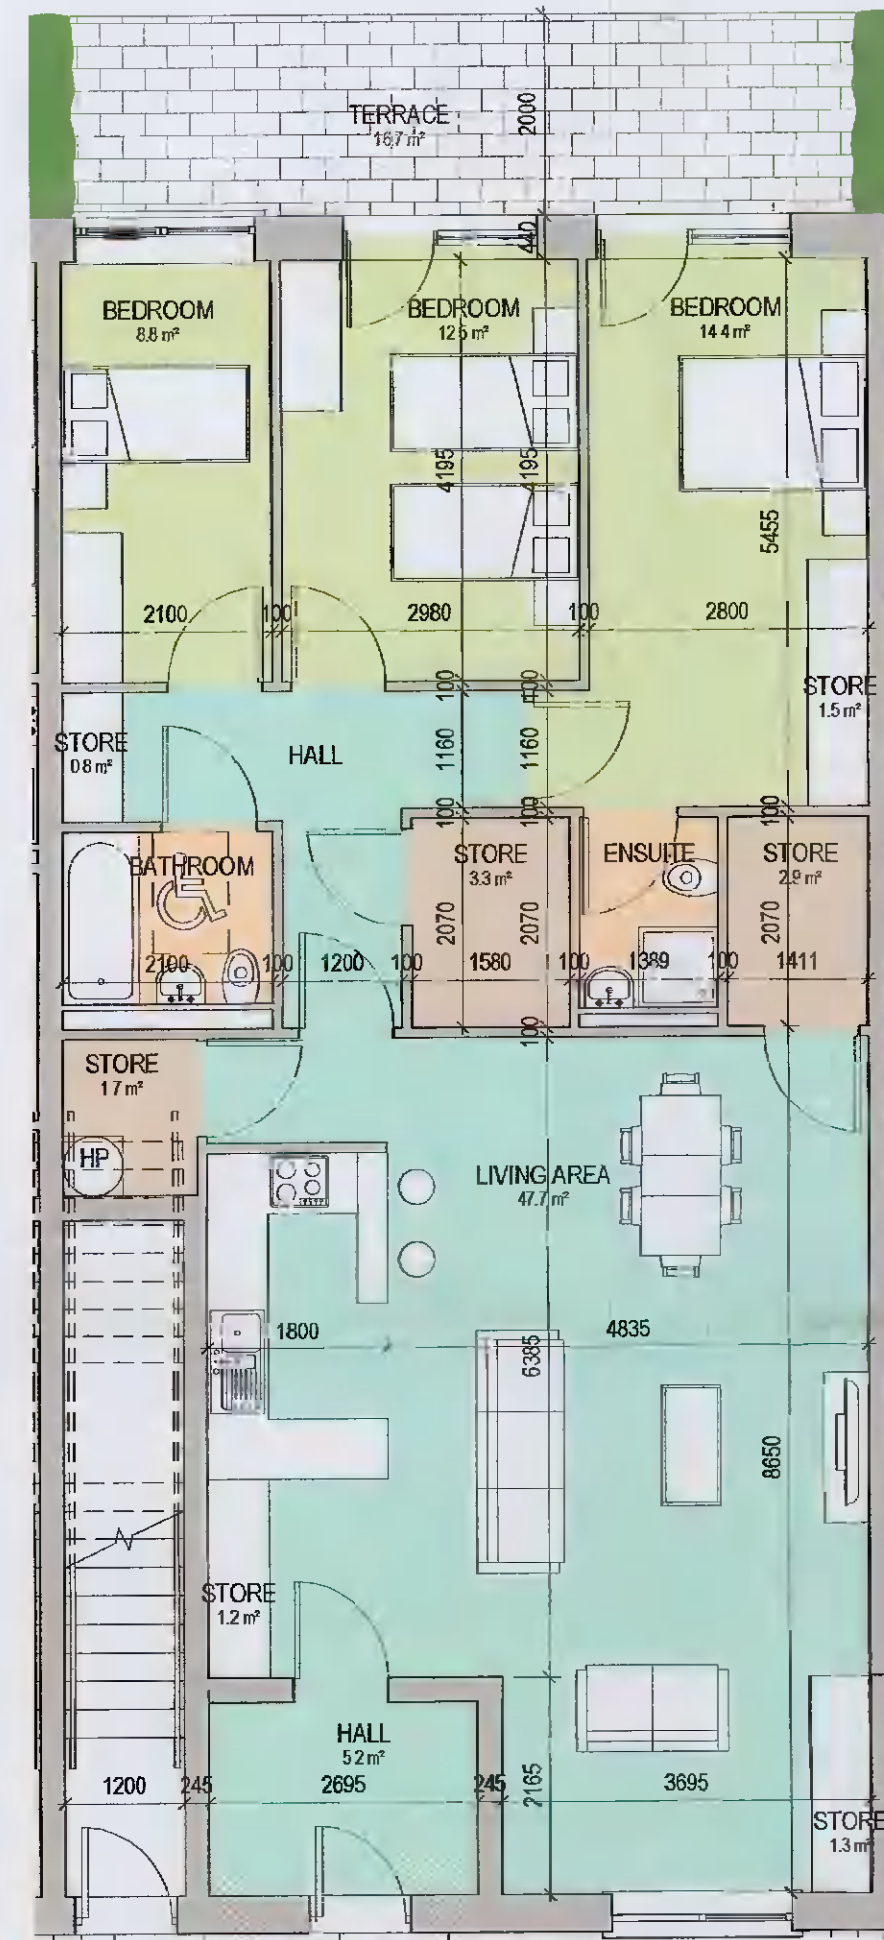 TERRACE
16.7 m²
2000
440
BEDROOM
8.8 m²
BEDROOM
12.5 m²
BEDROOM
14.4 m²
4195
4195
5455
2100
100
2980
100
2800
STORE
1.5 m²
100
100
STORE
0.8 m²
HALL
1160
1160
100
100
100
BATHROOM
STORE
3.3 m²
ENSUITE
STORE
2.9 m²
2070
2070
2070
2100
100
1200
100
1580
100
1389
100
1411
100
STORE
1.7 m²
HP
LIVING AREA
47.7 m²
1800
6385
4835
8650
STORE
1.2 m²
HALL
5.2 m²
1200
245
2695
245
2165
3695
STORE
1.3 m²